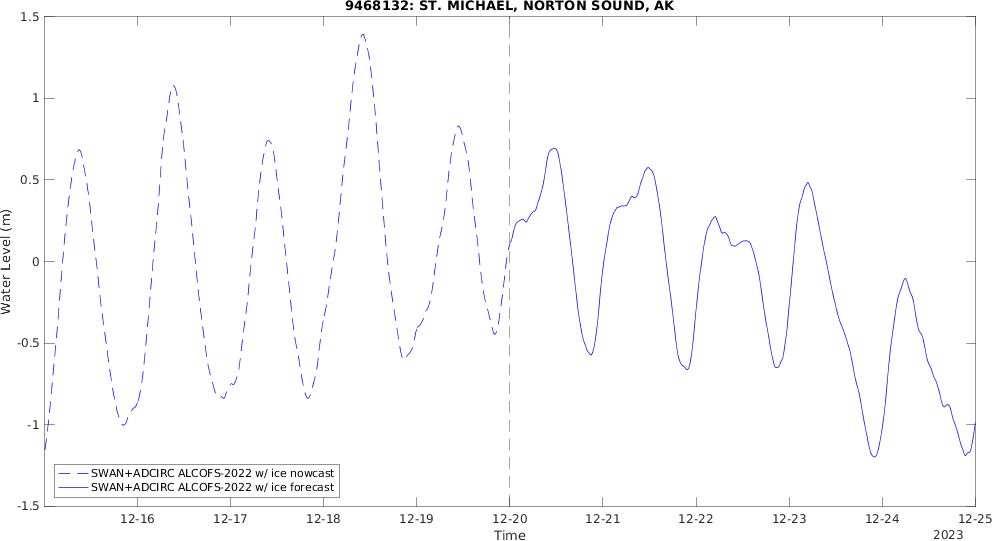 9468132: ST. MICHAEL, NORTON SOUND, AK
1.5
1
0.5
0
-0.5
-1
-1.5
Water Level (m)
SWAN+ADCIRC ALCOFS-2022 w/ ice nowcast
SWAN+ADCIRC ALCOFS-2022 w/ ice forecast
12-16 12-17 12-18 12-19 12-20 12-21 12-22 12-23 12-24 12-25
Time
2023